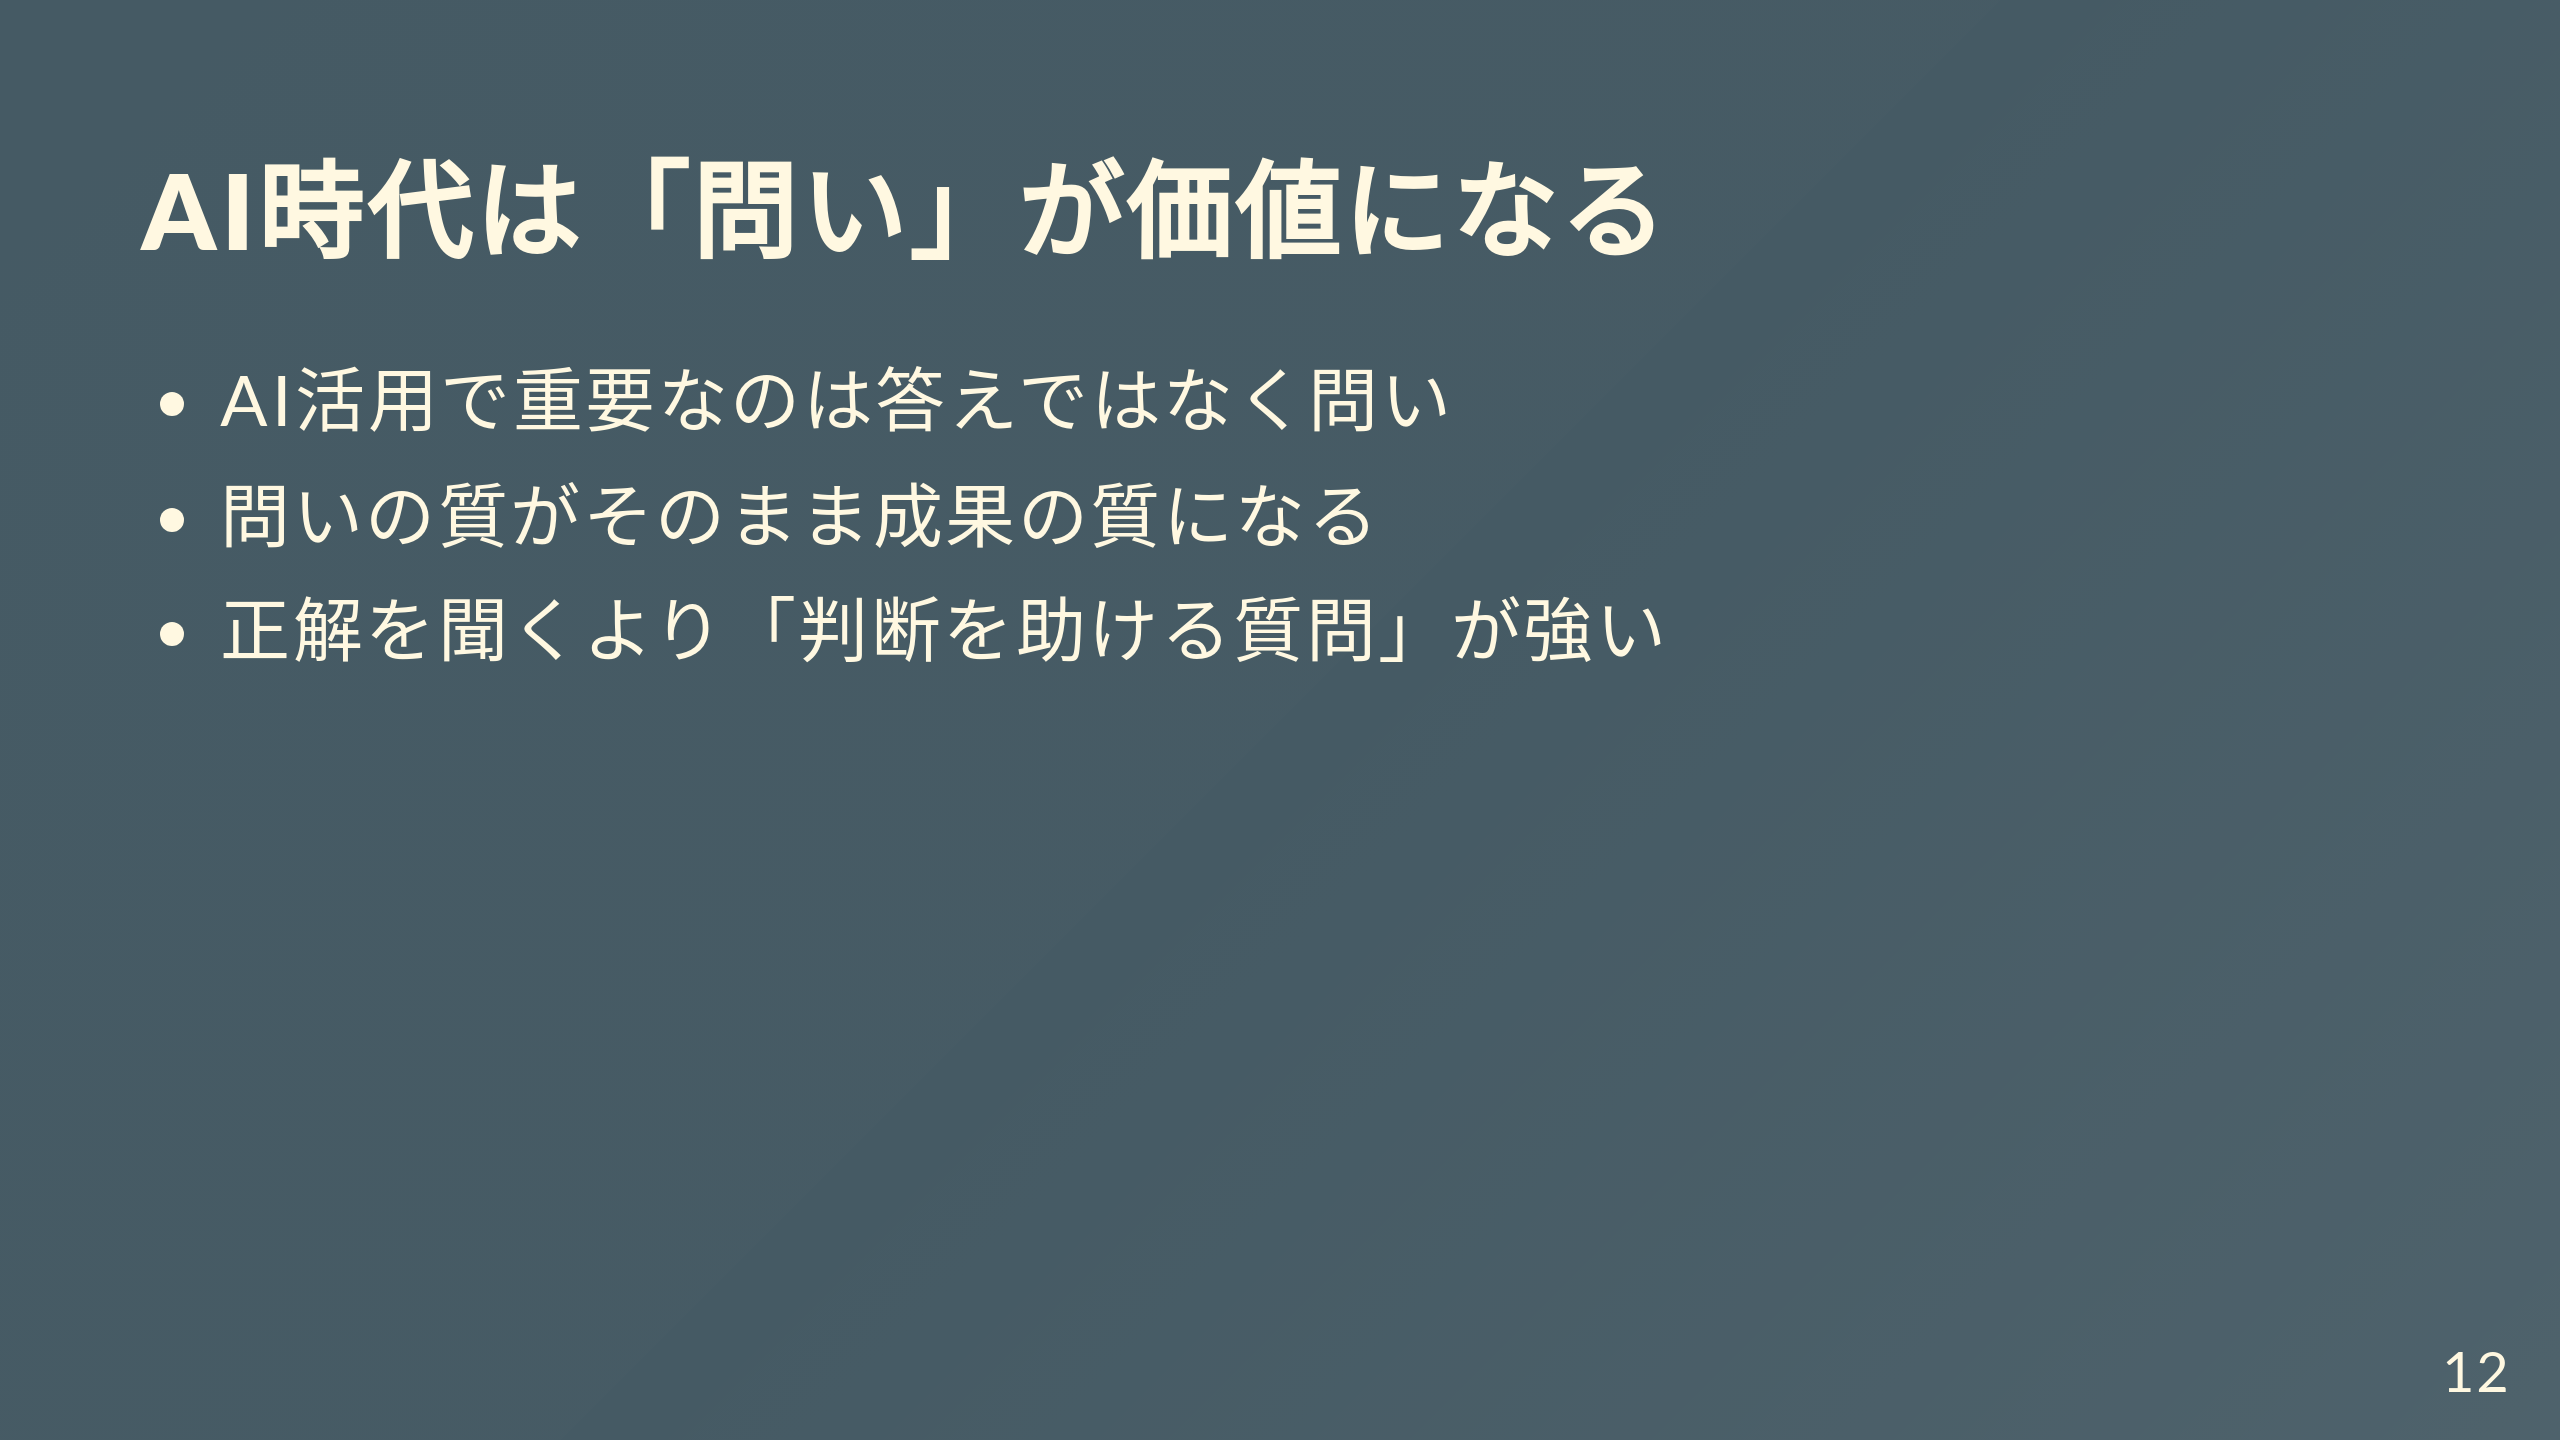 AI時代は「問い」が価値になる
• AI活用で重要なのは答えではなく問い
• 問いの質がそのまま成果の質になる
• 正解を聞くより「判断を助ける質問」が強い
12